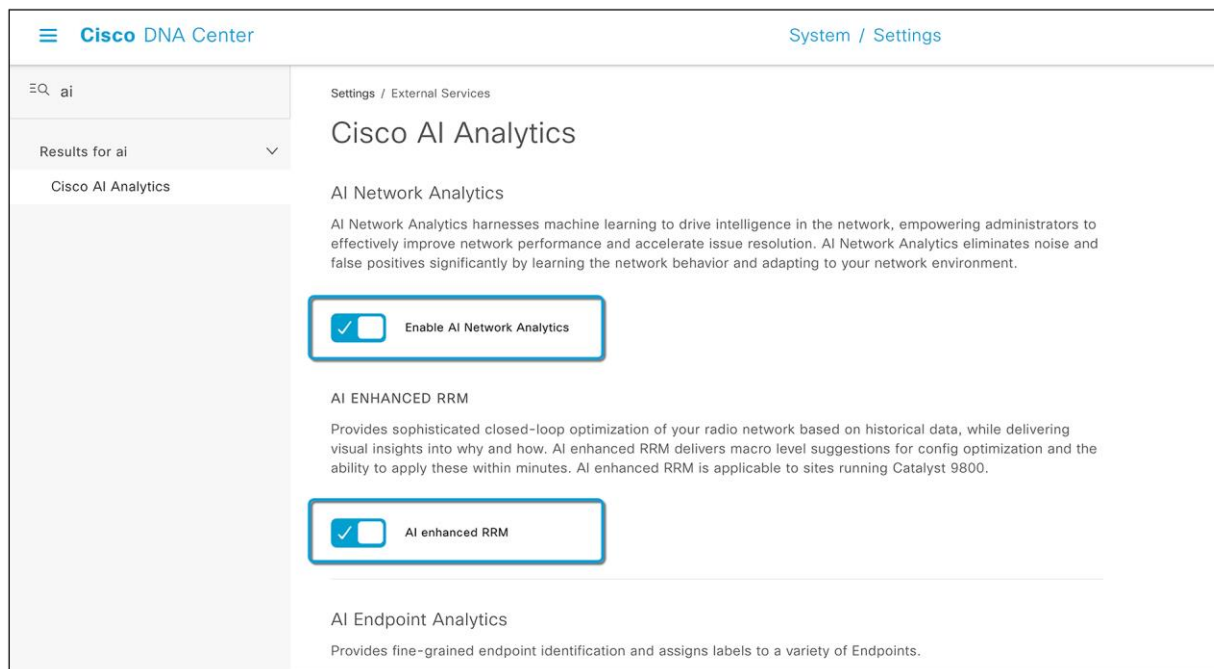 Cisco DNA Center
System / Settings
ai
Settings / External Services
Cisco AI Analytics
Results for ai
Cisco AI Analytics
AI Network Analytics
AI Network Analytics harnesses machine learning to drive intelligence in the network, empowering administrators to
effectively improve network performance and accelerate issue resolution. AI Network Analytics eliminates noise and
false positives significantly by learning the network behavior and adapting to your network environment.
Enable AI Network Analytics
AI ENHANCED RRM
Provides sophisticated closed-loop optimization of your radio network based on historical data, while delivering
visual insights into why and how. AI enhanced RRM delivers macro level suggestions for config optimization and the
ability to apply these within minutes. AI enhanced RRM is applicable to sites running Catalyst 9800.
AI enhanced RRM
AI Endpoint Analytics
Provides fine-grained endpoint identification and assigns labels to a variety of Endpoints.